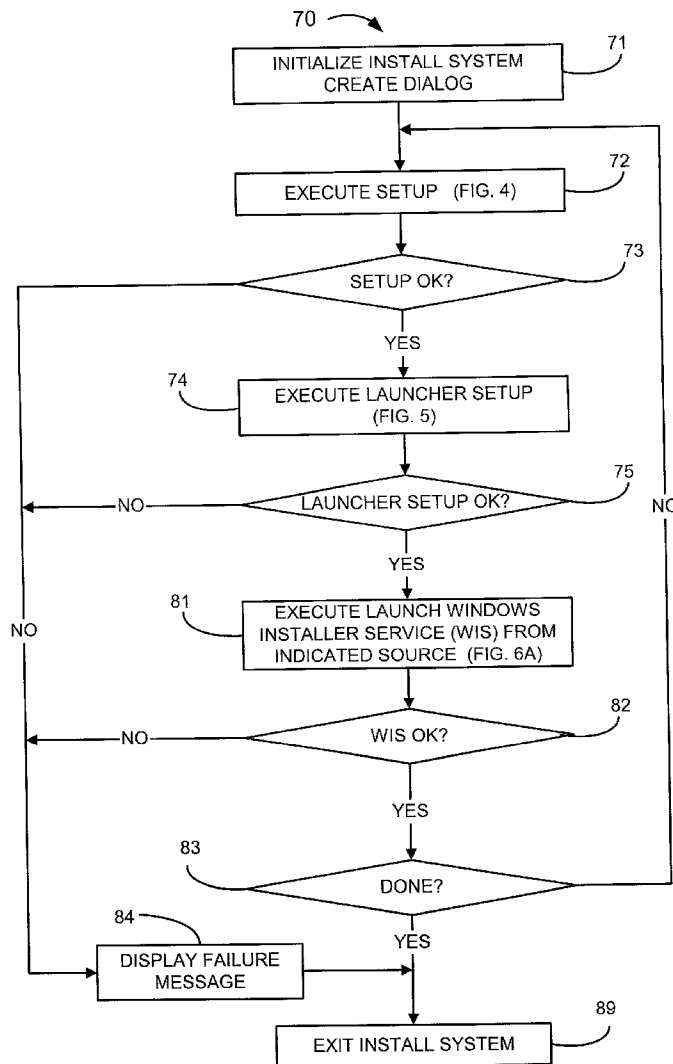 70
INITIALIZE INSTALL SYSTEM
CREATE DIALOG
71
EXECUTE SETUP (FIG. 4)
72
SETUP OK?
73
YES
74
EXECUTE LAUNCHER SETUP
(FIG. 5)
LAUNCHER SETUP OK?
75
NO
NO
YES
81
EXECUTE LAUNCH WINDOWS
INSTALLER SERVICE (WIS) FROM
INDICATED SOURCE (FIG. 6A)
NO
WIS OK?
82
NO
YES
83
DONE?
YES
84
DISPLAY FAILURE
MESSAGE
EXIT INSTALL SYSTEM
89